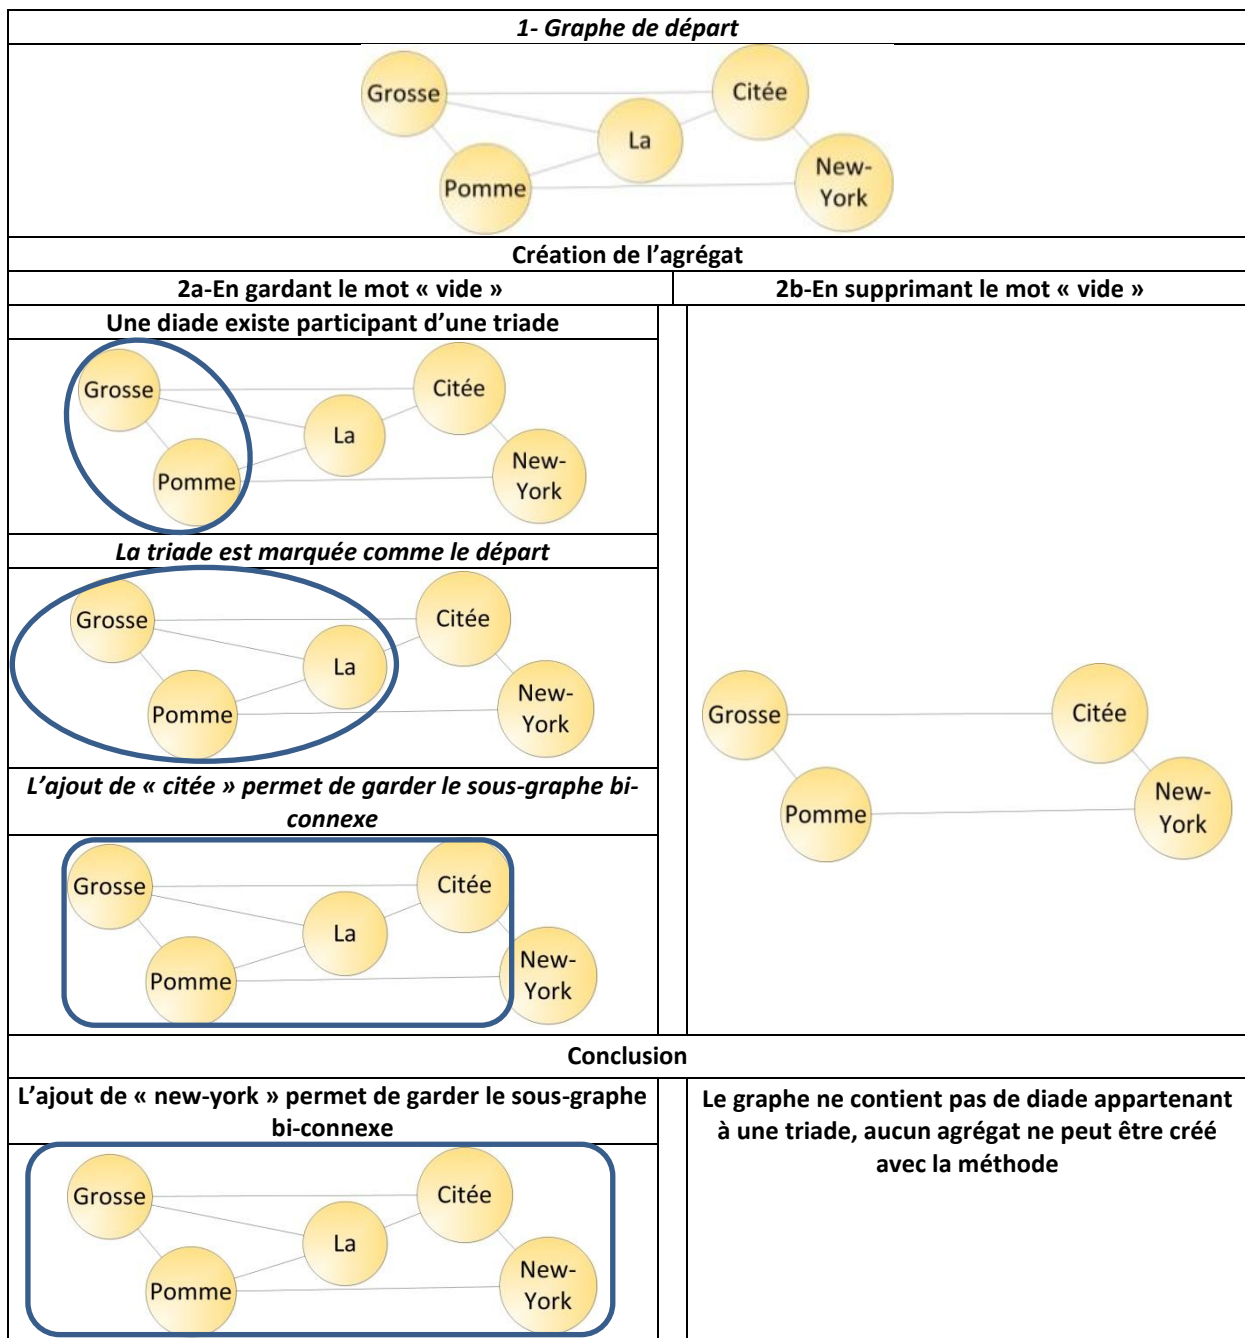 1- Graphe de départ
Grosse
Citée
La
Pomme
New-
York
Création de l'agrégat
2a-En gardant le mot « vide »
2b-En supprimant le mot « vide »
Une diade existe participant d'une triade
Grosse
Citée
La
Pomme
New-
York
La triade est marquée comme le départ
Grosse
Citée
La
Pomme
New-
York
L'ajout de « citée » permet de garder le sous-graphe bi-
connexe
Grosse
Citée
La
Pomme
New-
York
Grosse
Citée
Pomme
New-
York
Conclusion
L'ajout de « new-york » permet de garder le sous-graphe
bi-connexe
Grosse
Citée
La
Pomme
New-
York
Le graphe ne contient pas de diade appartenant
à une triade, aucun agrégat ne peut être créé
avec la méthode